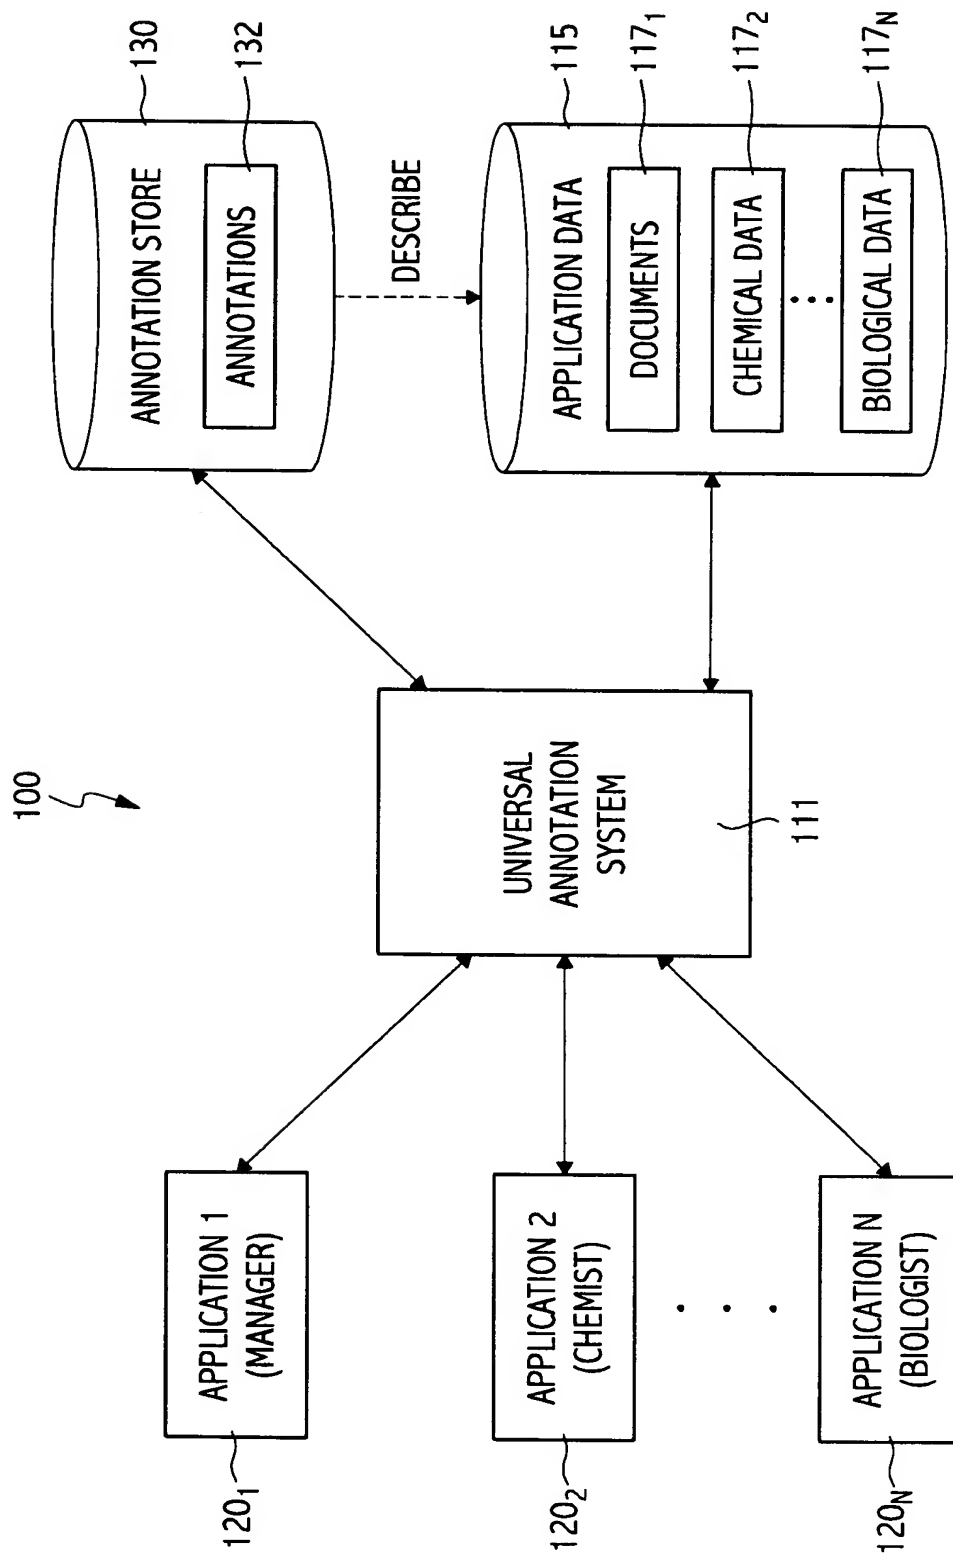 100
APPLICATION 1
(MANAGER)
120₁
APPLICATION 2
(CHEMIST)
120₂
APPLICATION N
(BIOLOGIST)
120N
UNIVERSAL
ANNOTATION
SYSTEM
111
ANNOTATION STORE
130
ANNOTATIONS
132
DESCRIBE
APPLICATION DATA
115
DOCUMENTS
117₁
CHEMICAL DATA
117₂
BIOLOGICAL DATA
117N